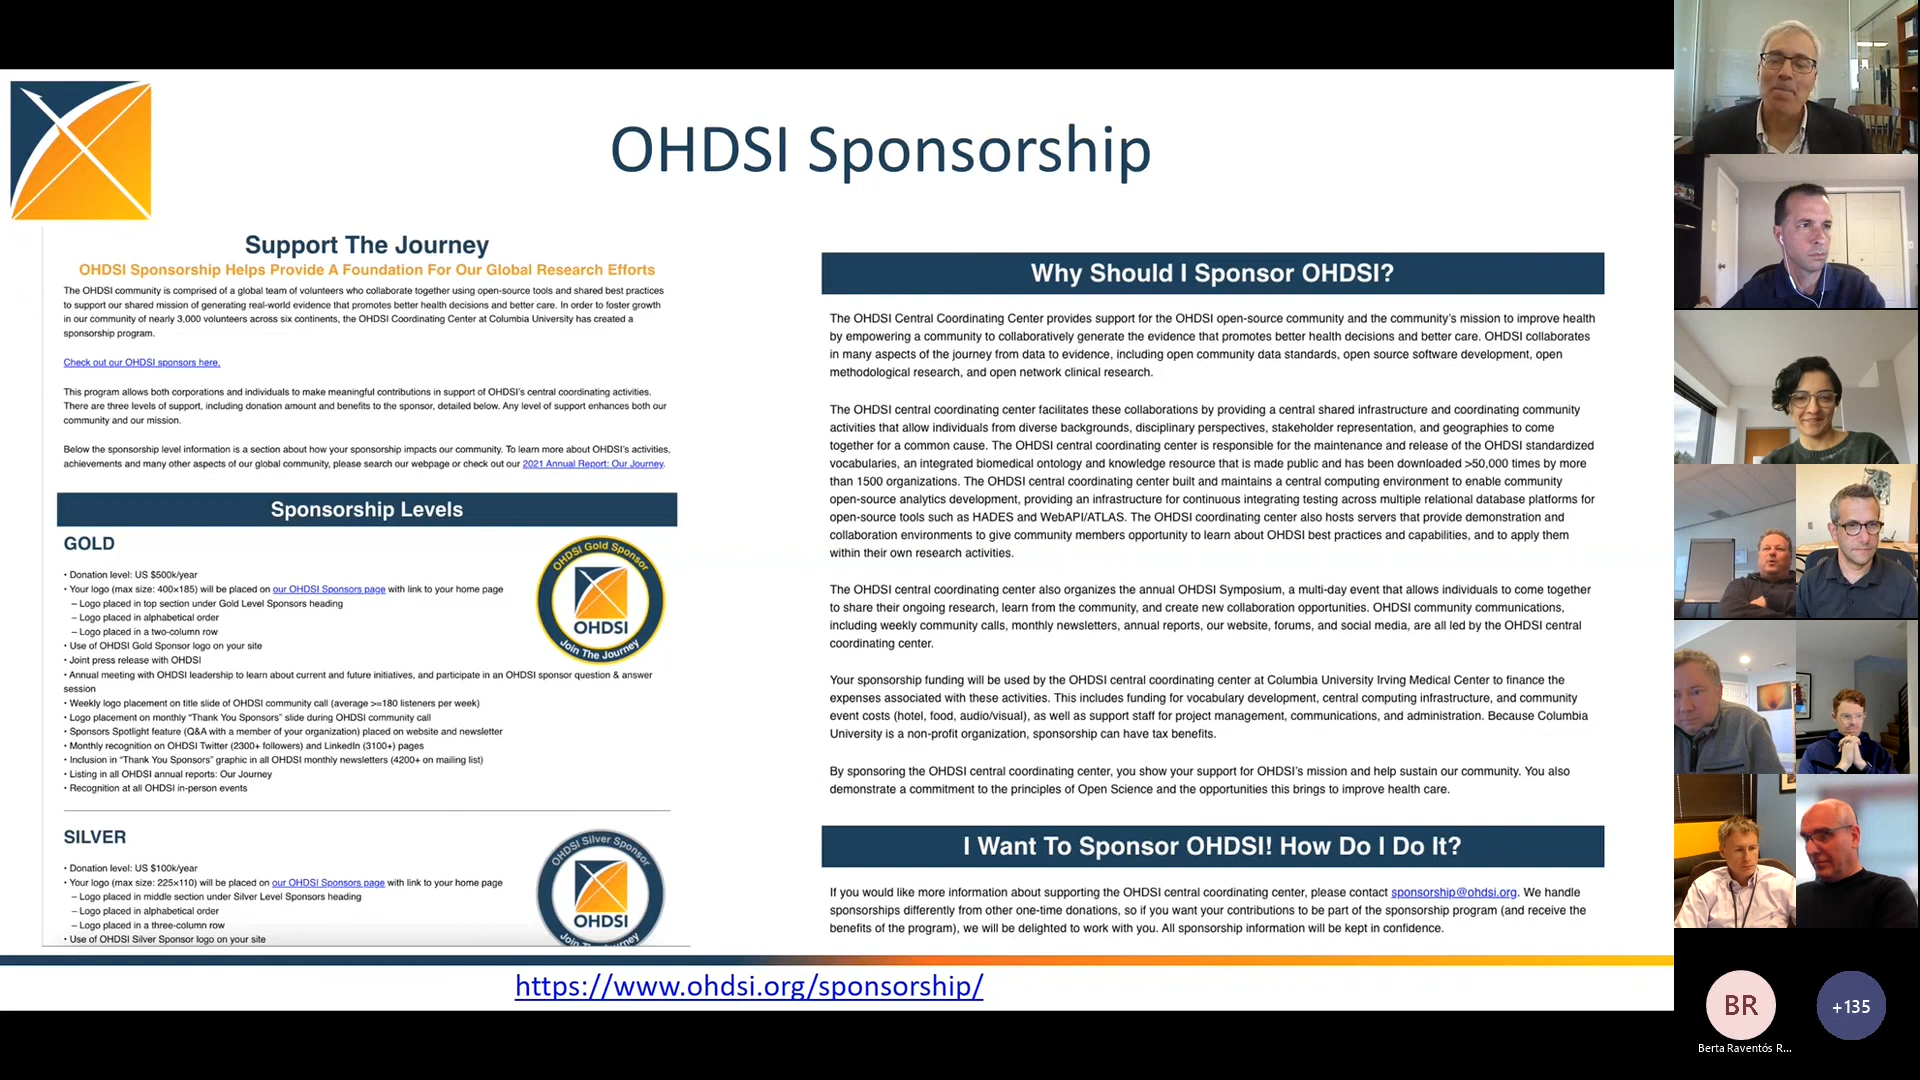 OHDSI Sponsorship
Support The Journey
OHDSI Sponsorship Helps Provide A Foundation For Our Global Research Efforts
The OHDSI community is comprised of a global team of volunteers who collaborate together using open-source tools and shared best practices
to support our shared mission of generating real-world evidence that promotes better health decisions and better care. In order to foster growth
in our community of nearly 3,000 volunteers across six continents, the OHDSI Coordinating Center at Columbia University has created a
sponsorship program.
Check out our OHDSI sponsors here.
This program allows both corporations and individuals to make meaningful contributions in support of OHDSI's central coordinating activities.
There are three levels of support, including donation amount and benefits to the sponsor, detailed below. Any level of support enhances both our
community and our mission.
Below the sponsorship level information is a section about how your sponsorship impacts our community. To learn more about OHDSI's activities,
achievements and many other aspects of our global community, please search our webpage or check out our 2021 Annual Report: Our Journey.
Sponsorship Levels
GOLD
• Donation level: US $500k/year
• Your logo (max size: 400×185) will be placed on our OHDSI Sponsors page with link to your home page
– Logo placed in top section under Gold Level Sponsors heading
– Logo placed in alphabetical order
– Logo placed in a two-column row
• Use of OHDSI Gold Sponsor logo on your site
• Joint press release with OHDSI
• Annual meeting with OHDSI leadership to learn about current and future initiatives, and participate in an OHDSI sponsor question & answer
session
• Weekly logo placement on title slide of OHDSI community call (average >=180 listeners per week)
• Logo placement on monthly “Thank You Sponsors” slide during OHDSI community call
• Sponsors Spotlight feature (Q&A with a member of your organization) placed on website and newsletter
• Monthly recognition on OHDSI Twitter (2300+ followers) and LinkedIn (3100+) pages
• Inclusion in “Thank You Sponsors” graphic in all OHDSI monthly newsletters (4200+ on mailing list)
• Listing in all OHDSI annual reports: Our Journey
• Recognition at all OHDSI in-person events
OHDSI Gold Sponsor
OHDSI
Join The Journey
SILVER
• Donation level: US $100k/year
• Your logo (max size: 225×110) will be placed on our OHDSI Sponsors page with link to your home page
– Logo placed in middle section under Silver Level Sponsors heading
– Logo placed in alphabetical order
– Logo placed in a three-column row
• Use of OHDSI Silver Sponsor logo on your site
OHDSI Silver Sponsor
OHDSI
Join The Journey
Why Should I Sponsor OHDSI?
The OHDSI Central Coordinating Center provides support for the OHDSI open-source community and the community's mission to improve health
by empowering a community to collaboratively generate the evidence that promotes better health decisions and better care. OHDSI collaborates
in many aspects of the journey from data to evidence, including open community data standards, open source software development, open
methodological research, and open network clinical research.
The OHDSI central coordinating center facilitates these collaborations by providing a central shared infrastructure and coordinating community
activities that allow individuals from diverse backgrounds, disciplinary perspectives, stakeholder representation, and geographies to come
together for a common cause. The OHDSI central coordinating center is responsible for the maintenance and release of the OHDSI standardized
vocabularies, an integrated biomedical ontology and knowledge resource that is made public and has been downloaded >50,000 times by more
than 1500 organizations. The OHDSI central coordinating center built and maintains a central computing environment to enable community
open-source analytics development, providing an infrastructure for continuous integrating testing across multiple relational database platforms for
open-source tools such as HADES and WebAPI/ATLAS. The OHDSI coordinating center also hosts servers that provide demonstration and
collaboration environments to give community members opportunity to learn about OHDSI best practices and capabilities, and to apply them
within their own research activities.
The OHDSI central coordinating center also organizes the annual OHDSI Symposium, a multi-day event that allows individuals to come together
to share their ongoing research, learn from the community, and create new collaboration opportunities. OHDSI community communications,
including weekly community calls, monthly newsletters, annual reports, our website, forums, and social media, are all led by the OHDSI central
coordinating center.
Your sponsorship funding will be used by the OHDSI central coordinating center at Columbia University Irving Medical Center to finance the
expenses associated with these activities. This includes funding for vocabulary development, central computing infrastructure, and community
event costs (hotel, food, audio/visual), as well as support staff for project management, communications, and administration. Because Columbia
University is a non-profit organization, sponsorship can have tax benefits.
By sponsoring the OHDSI central coordinating center, you show your support for OHDSI's mission and help sustain our community. You also
demonstrate a commitment to the principles of Open Science and the opportunities this brings to improve health care.
I Want To Sponsor OHDSI! How Do I Do It?
If you would like more information about supporting the OHDSI central coordinating center, please contact sponsorship@ohdsi.org. We handle
sponsorships differently from other one-time donations, so if you want your contributions to be part of the sponsorship program (and receive the
benefits of the program), we will be delighted to work with you. All sponsorship information will be kept in confidence.
https://www.ohdsi.org/sponsorship/
BR
+135
Berta Raventós R...